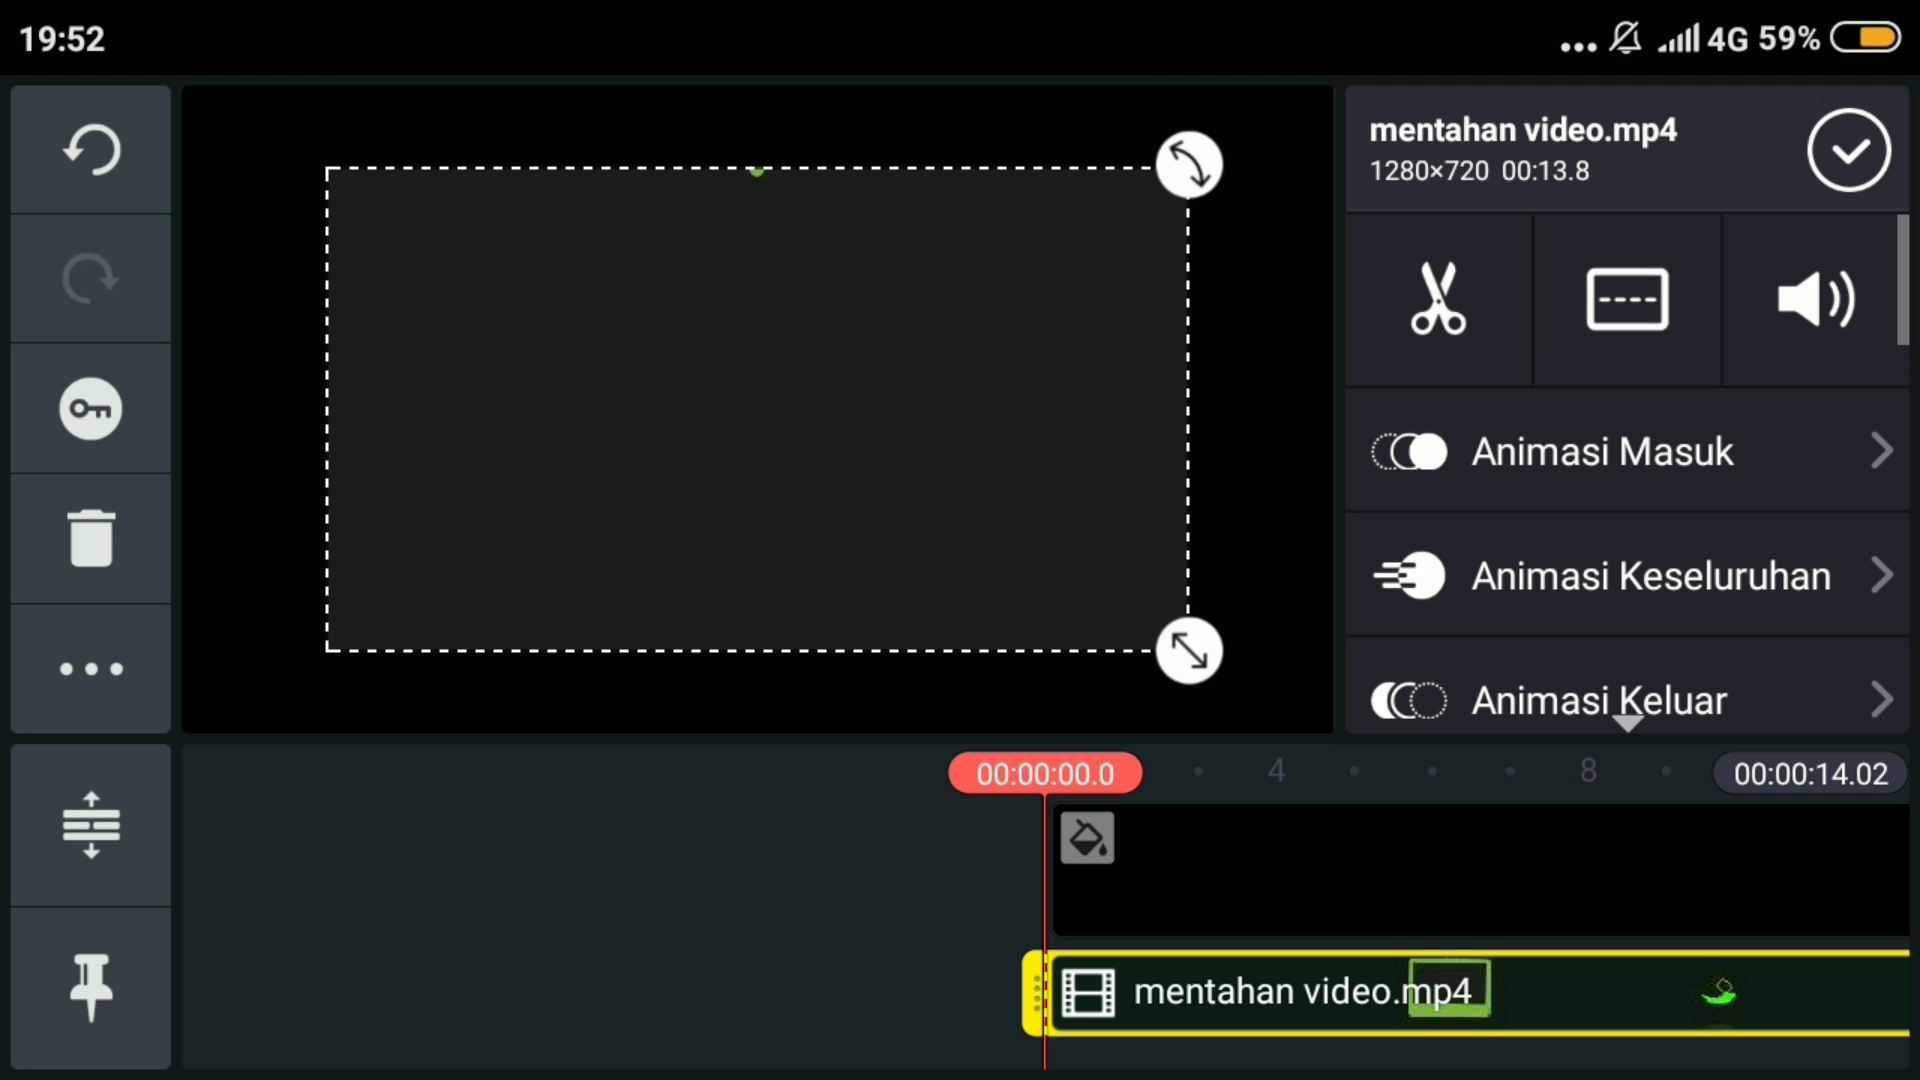 19:52
4G 59%
mentahan video.mp4
1280×720 00:13.8
Animasi Masuk
Animasi Keseluruhan
Animasi Keluar
00:00:00.0
4
8
00:00:14.02
mentahan video.mp4